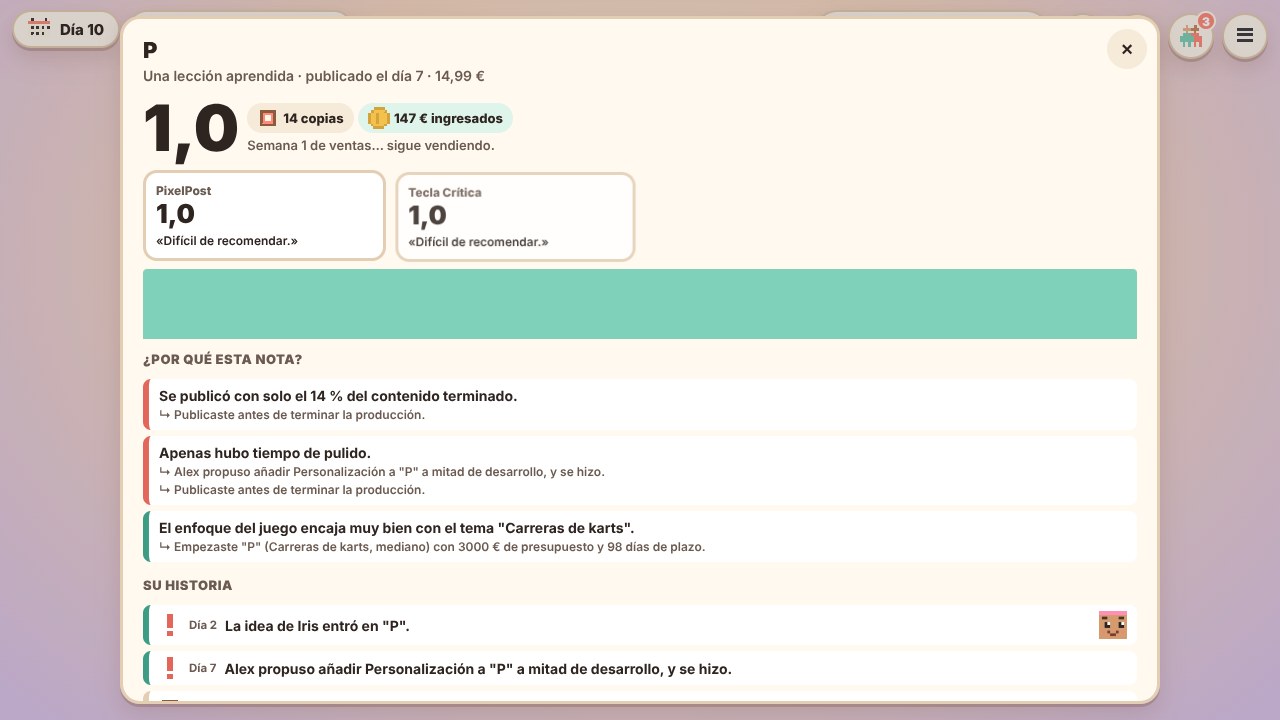 Día 10
3
P
×
Una lección aprendida · publicado el día 7 · 14,99 €
1,0
14 copias
147 € ingresados
Semana 1 de ventas... sigue vendiendo.
PixelPost
1,0
«Difícil de recomendar.»
Tecla Crítica
1,0
«Difícil de recomendar.»
¿POR QUÉ ESTA NOTA?
Se publicó con solo el 14 % del contenido terminado.
↳ Publicaste antes de terminar la producción.
Apenas hubo tiempo de pulido.
↳ Alex propuso añadir Personalización a "P" a mitad de desarrollo, y se hizo.
↳ Publicaste antes de terminar la producción.
El enfoque del juego encaja muy bien con el tema "Carreras de karts".
↳ Empezaste "P" (Carreras de karts, mediano) con 3000 € de presupuesto y 98 días de plazo.
SU HISTORIA
Día 2 La idea de Iris entró en "P".
Día 7 Alex propuso añadir Personalización a "P" a mitad de desarrollo, y se hizo.